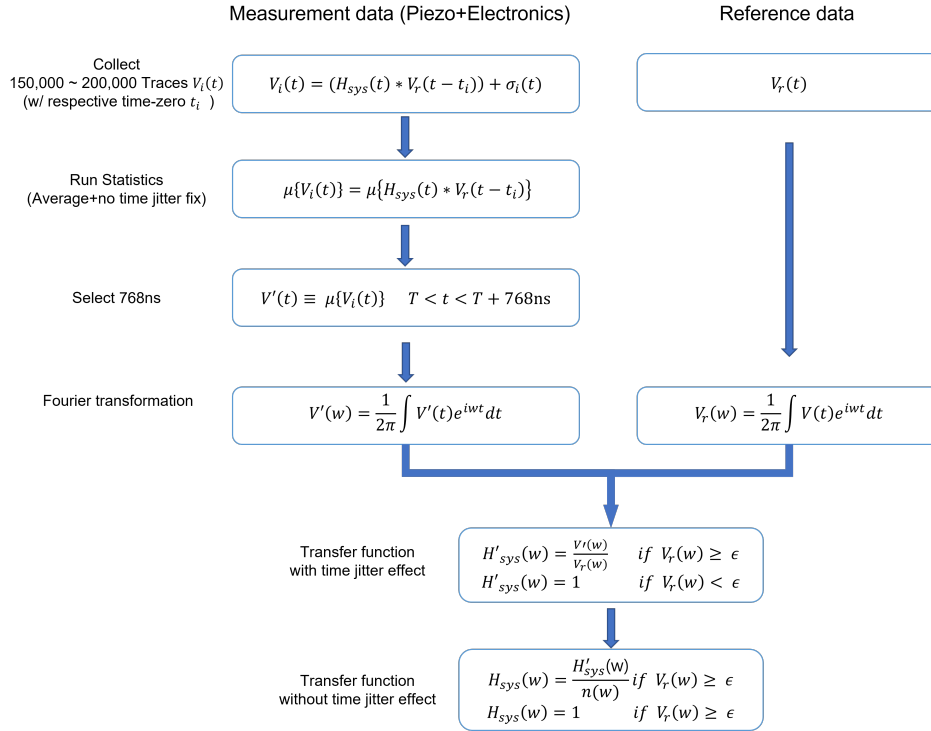 Measurement data (Piezo+Electronics)
Reference data
Collect
150,000 ~ 200,000 Traces V_i(t)
(w/ respective time-zero t_i )
V_i(t) = (H_sys(t) * V_r(t − t_i)) + σ_i(t)
V_r(t)
Run Statistics
(Average+no time jitter fix)
μ{V_i(t)} = μ{H_sys(t) * V_r(t − t_i)}
Select 768ns
V′(t) ≡ μ{V_i(t)} T < t < T + 768ns
Fourier transformation
V′(w) = 1/2π ∫ V′(t)e^{iwt}dt
V_r(w) = 1/2π ∫ V(t)e^{iwt}dt
Transfer function
with time jitter effect
H′_sys(w) = V′(w)/V_r(w) if V_r(w) ≥ ϵ
H′_sys(w) = 1 if V_r(w) < ϵ
Transfer function
without time jitter effect
H_sys(w) = H′_sys(w)/n(w) if V_r(w) ≥ ϵ
H_sys(w) = 1 if V_r(w) ≥ ϵ